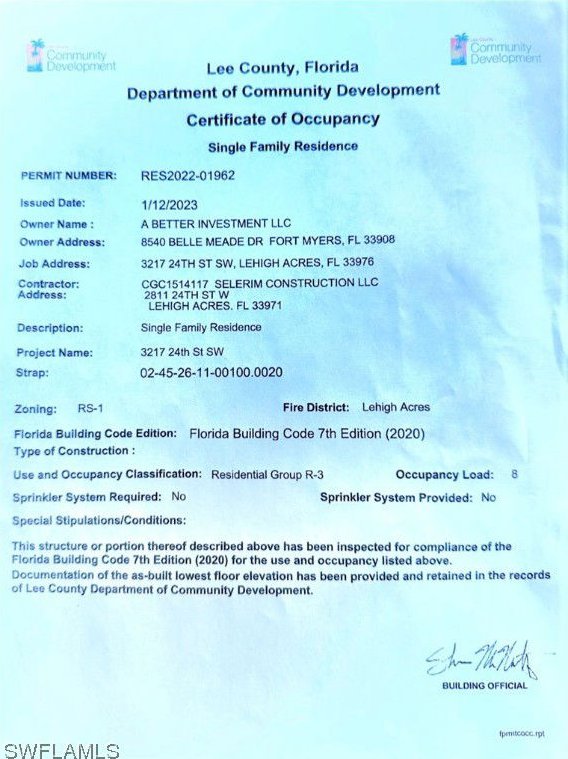 Lee County
Community
Development
Lee County
Community
Development
Lee County, Florida
Department of Community Development
Certificate of Occupancy
Single Family Residence
PERMIT NUMBER: RES2022-01962
Issued Date: 1/12/2023
Owner Name : A BETTER INVESTMENT LLC
Owner Address: 8540 BELLE MEADE DR FORT MYERS, FL 33908
Job Address: 3217 24TH ST SW, LEHIGH ACRES, FL 33976
Contractor: CGC1514117 SELERIM CONSTRUCTION LLC
Address: 2811 24TH ST W
LEHIGH ACRES. FL 33971
Description: Single Family Residence
Project Name: 3217 24th St SW
Strap: 02-45-26-11-00100.0020
Zoning: RS-1 Fire District: Lehigh Acres
Florida Building Code Edition: Florida Building Code 7th Edition (2020)
Type of Construction :
Use and Occupancy Classification: Residential Group R-3 Occupancy Load: 8
Sprinkler System Required: No Sprinkler System Provided: No
Special Stipulations/Conditions:
This structure or portion thereof described above has been inspected for compliance of the
Florida Building Code 7th Edition (2020) for the use and occupancy listed above.
Documentation of the as-built lowest floor elevation has been provided and retained in the records
of Lee County Department of Community Development.
BUILDING OFFICIAL
fpmitcocc.rpt
SWFLAMLS